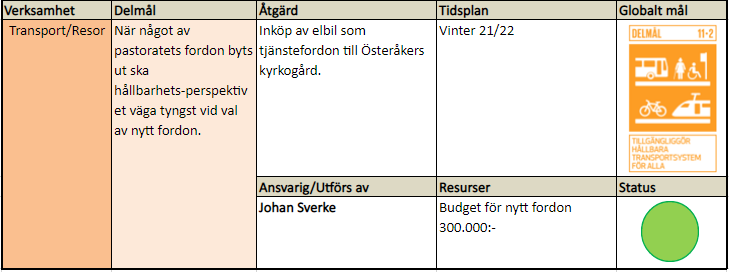 Verksamhet Delmål Åtgärd Tidsplan Globalt mål
Transport/Resor
När något av
pastoratets fordon byts
ut ska
hållbarhets-perspektiv
et väga tyngst vid val
av nytt fordon.
Inköp av elbil som
tjänstefordon till Österåkers
kyrkogård.
Vinter 21/22
DELMÅL 11·2
TILLGÄNGLIGGÖR
HÅLLBARA
TRANSPORTSYSTEM
FÖR ALLA
Ansvarig/Utförs av Resurser Status
Johan Sverke
Budget för nytt fordon
300.000:-